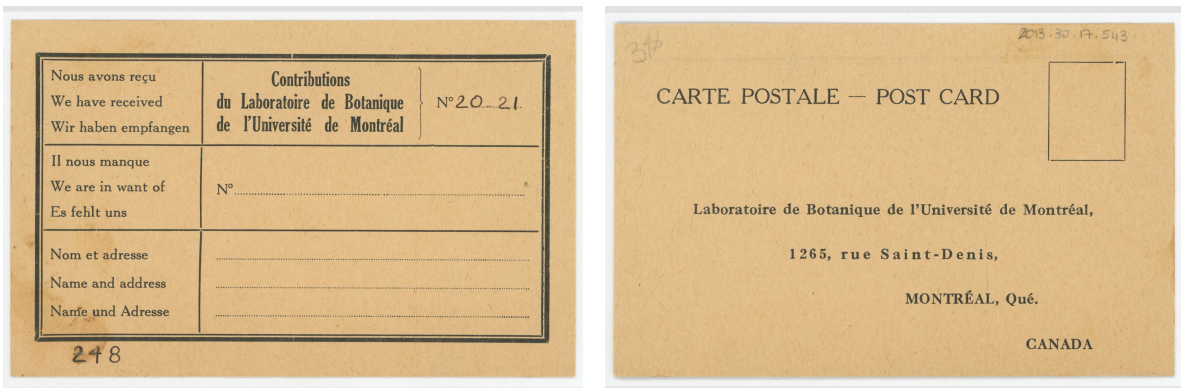 Nous avons reçu
We have received
Wir haben empfangen
Contributions
du Laboratoire de Botanique
de l'Université de Montréal
N° 20-21
Il nous manque
We are in want of
Es fehlt uns
N°
Nom et adresse
Name and address
Name und Adresse
248
2013.30.17.543
CARTE POSTALE — POST CARD
Laboratoire de Botanique de l'Université de Montréal,
1265, rue Saint-Denis,
MONTRÉAL, Qué.
CANADA